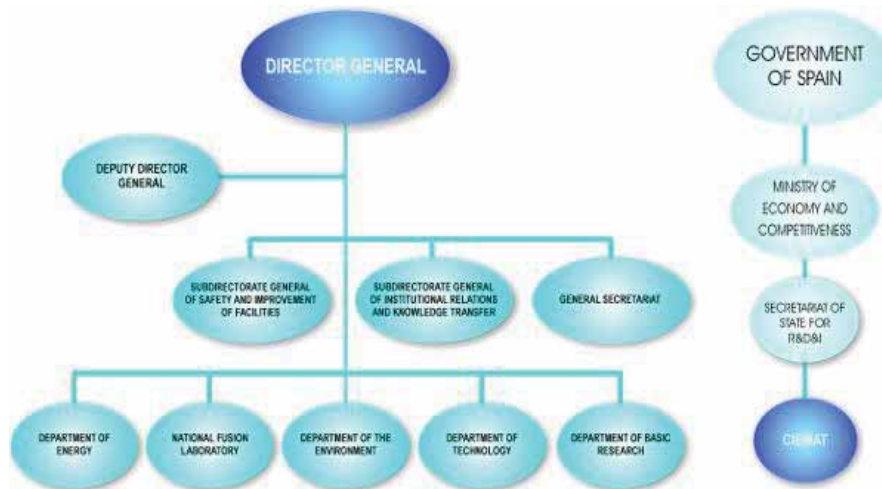 DIRECTOR GENERAL
DEPUTY DIRECTOR
GENERAL
SUBDIRECTORATE GENERAL
OF SAFETY AND IMPROVEMENT
OF FACILITIES
SUBDIRECTORATE GENERAL
OF INSTITUTIONAL RELATIONS
AND KNOWLEDGE TRANSFER
GENERAL SECRETARIAT
DEPARTMENT OF
ENERGY
NATIONAL FUSION
LABORATORY
DEPARTMENT OF THE
ENVIRONMENT
DEPARTMENT OF
TECHNOLOGY
DEPARTMENT OF BASIC
RESEARCH
GOVERNMENT
OF SPAIN
MINISTRY OF
ECONOMY AND
COMPETITIVENESS
SECRETARIAT OF
STATE FOR
R&D&I
CIEMAT